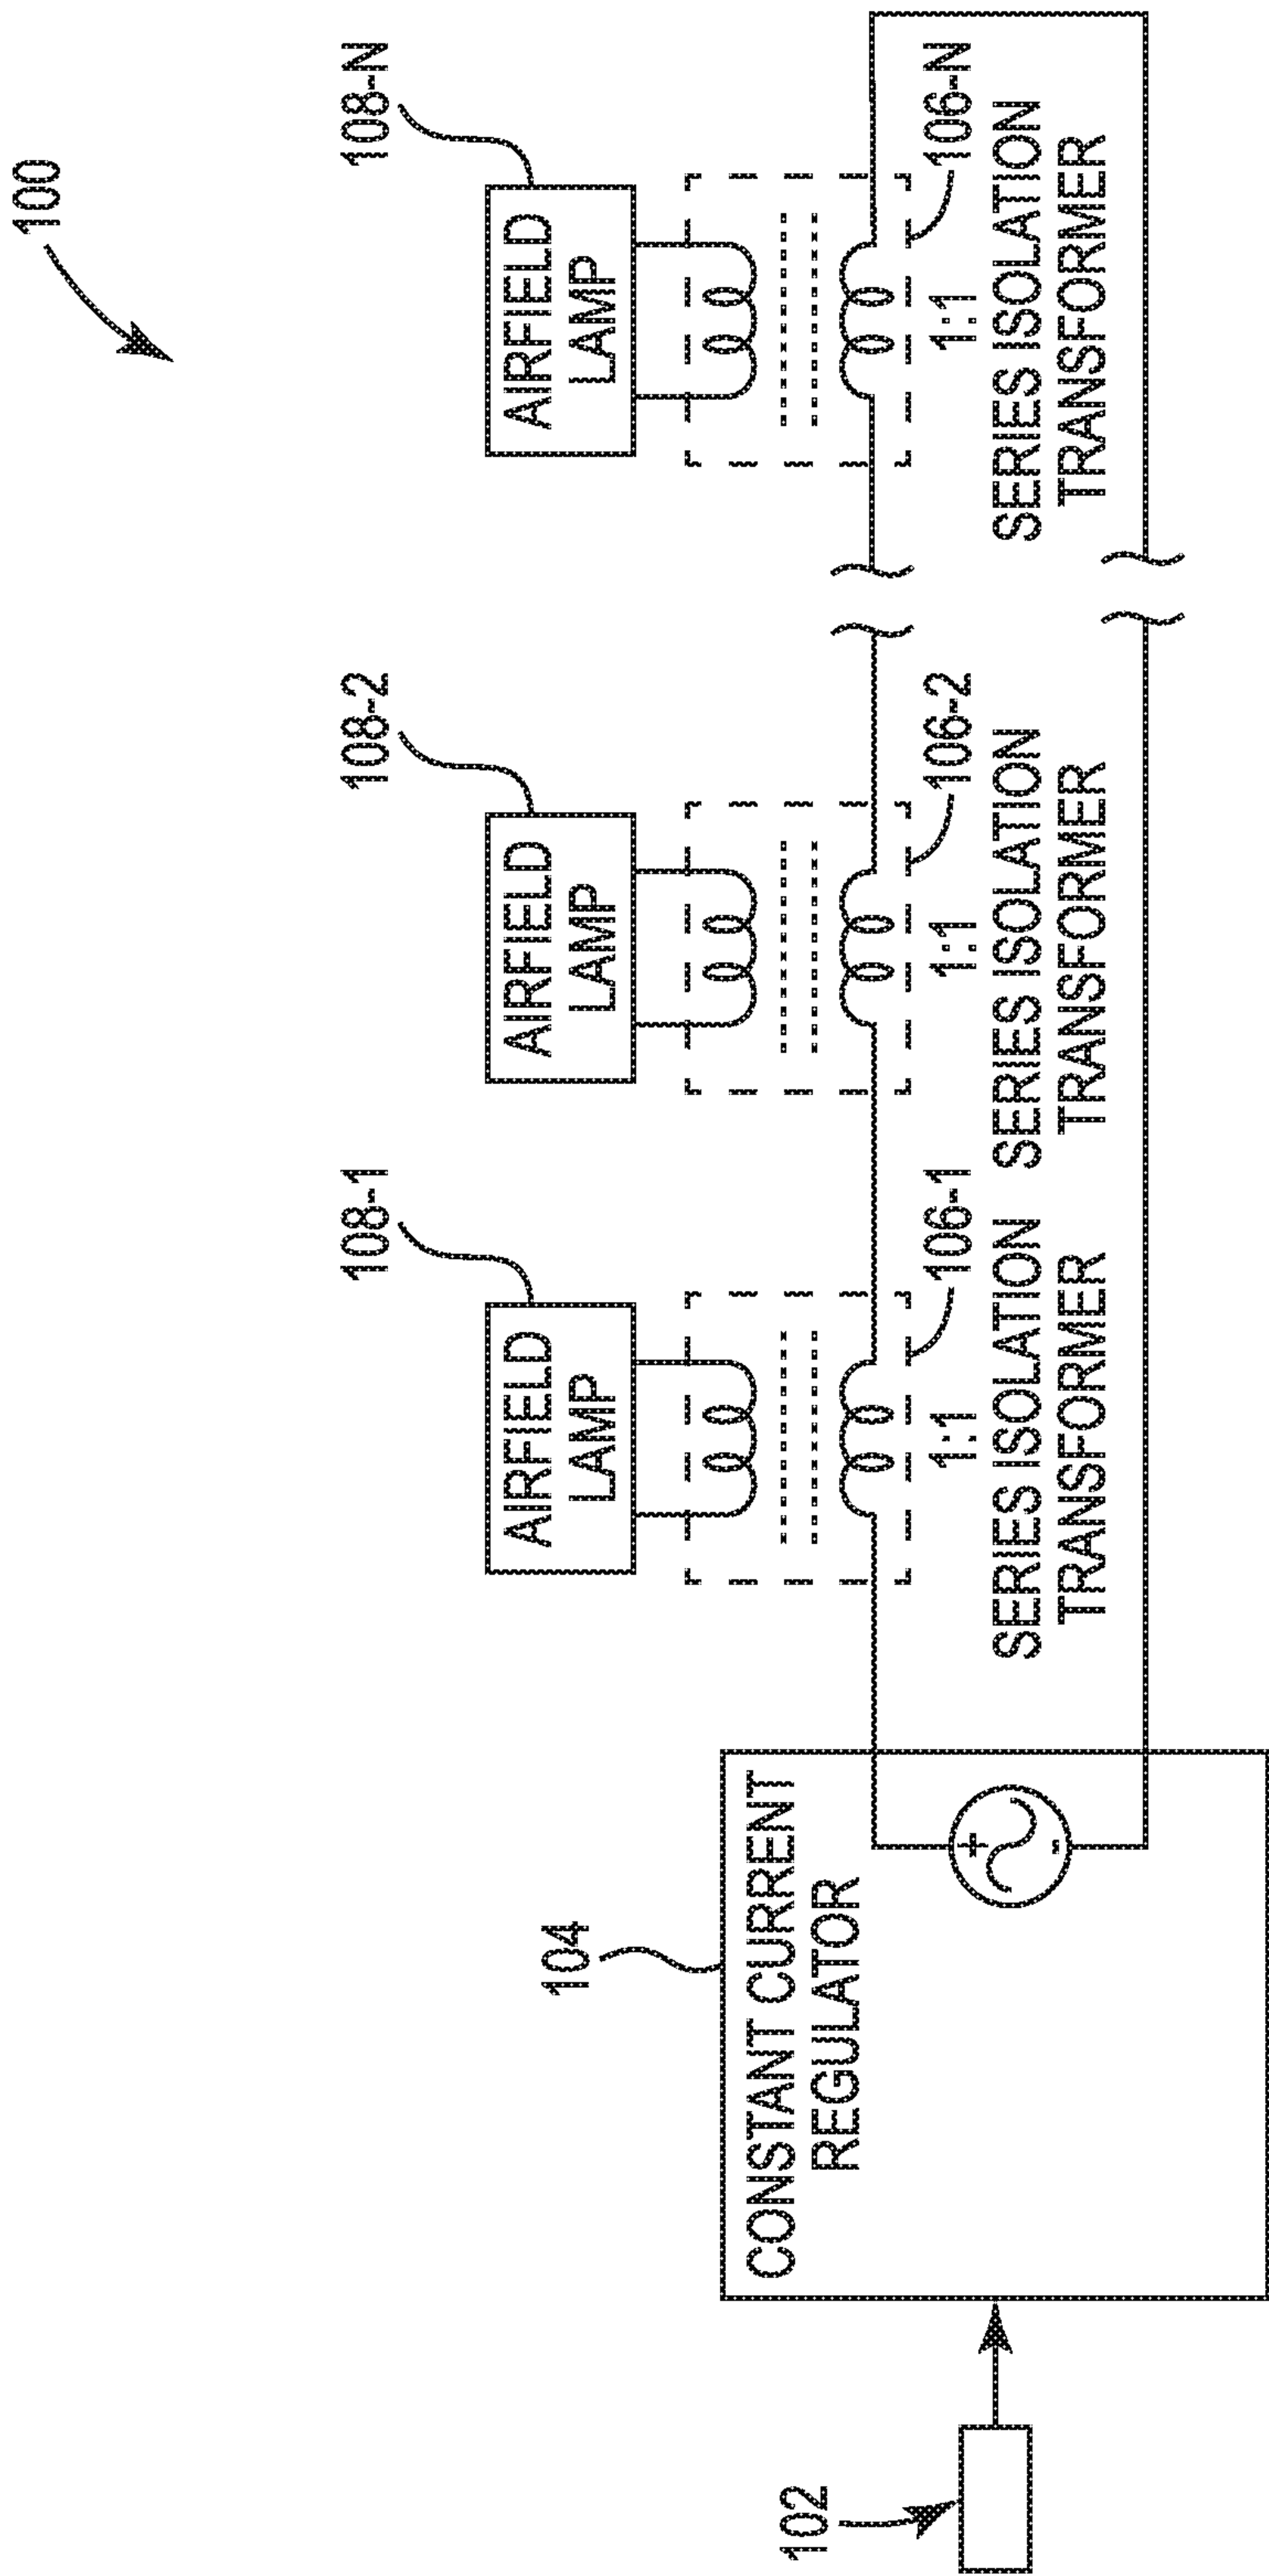 100
108-1
108-2
108-N
AIRFIELD
LAMP
AIRFIELD
LAMP
AIRFIELD
LAMP
104
CONSTANT CURRENT
REGULATOR
+
-
102
1:1
106-1
1:1
106-2
1:1
106-N
SERIES ISOLATION
TRANSFORMER
SERIES ISOLATION
TRANSFORMER
SERIES ISOLATION
TRANSFORMER